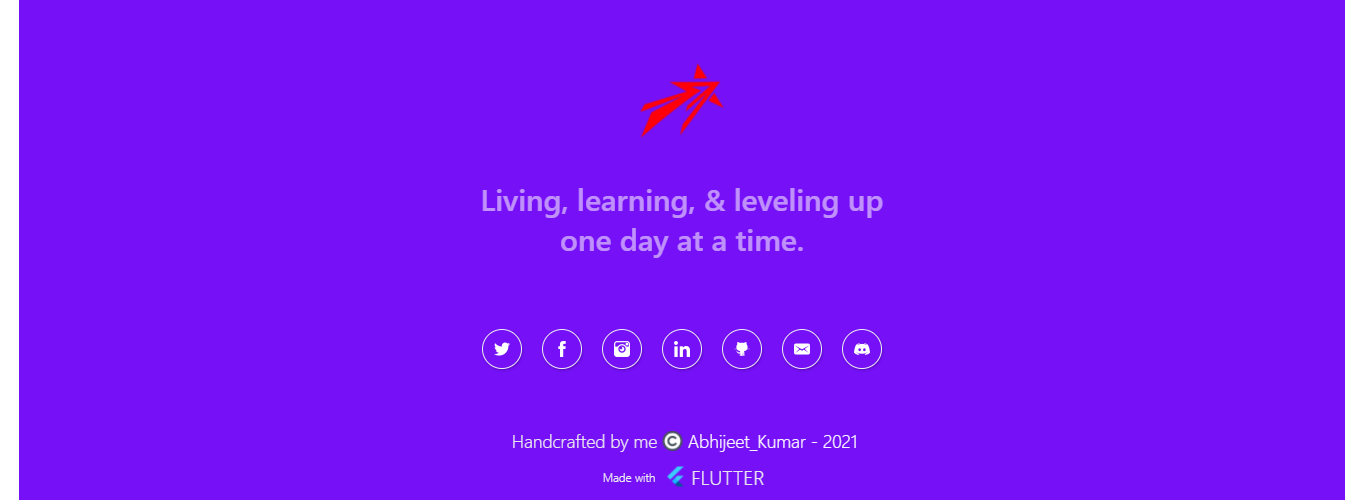 Living, learning, & leveling up
one day at a time.
Handcrafted by me © Abhijeet_Kumar - 2021
Made with FLUTTER